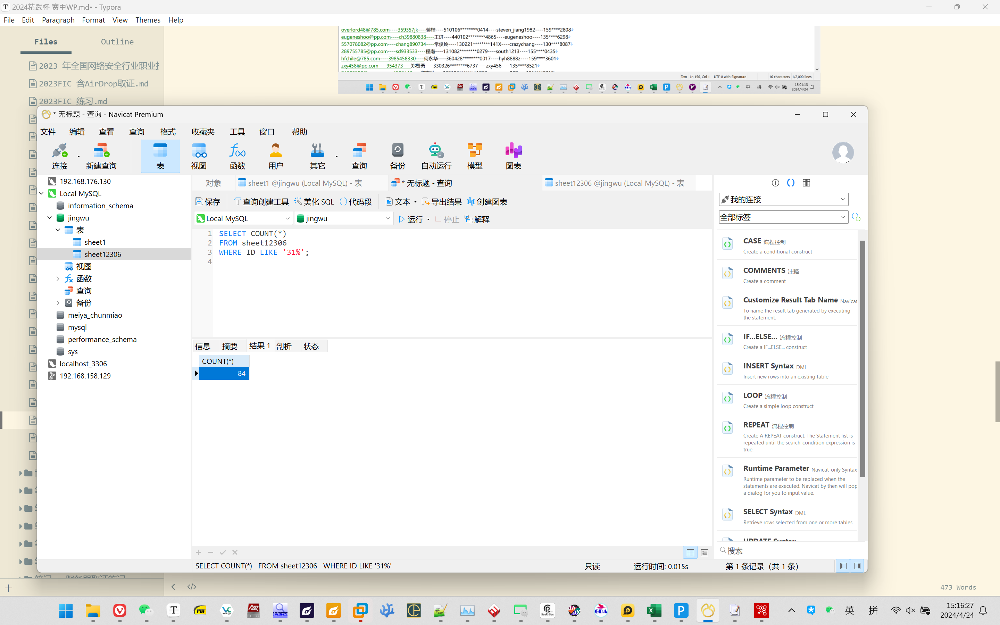 2024精武杯 赛中WP.md• - Typora
File Edit Paragraph Format View Themes Help
Files Outline
2023 年全国网络安全行业职业技
2023FIC 含AirDrop取证.md
2023FIC 练习.md
overlord48@785.com----359357jk----蒋楷----510106********0414----steven_jiang1982----159****2808
eugeneshoo@pp.com----ch39880838----王进----440102********4865----eugeneshoo----135****6298
557078082@pp.com----chang890734----常俊岭----130221********141X----crazychang----130****8087
289755785@pp.com----sd933533----程南----131082********0279----south1213----155****0435
hfchile@785.com----3985458330----何永华----360428********0017----hyh8888z----159****3601
zxy458@pp.com----954373----郑贤勇----330326********6737----zxy456----135****8521
Text Ln 156, Col 1 UTF-8 with Signature 16 characters 1/2,000 lines
中 拼 15:01:13
2024/4/24
* 无标题 - 查询 - Navicat Premium
文件 编辑 查看 查询 格式 收藏夹 工具 窗口 帮助
连接 新建查询 表 视图 函数 用户 其它 查询 备份 自动运行 模型 图表
192.168.176.130
Local MySQL
information_schema
jingwu
表
sheet1
sheet12306
视图
函数
查询
备份
meiya_chunmiao
mysql
performance_schema
sys
localhost_3306
192.168.158.129
对象 sheet1 @jingwu (Local MySQL) - 表 * 无标题 - 查询 sheet12306 @jingwu (Local MySQL) - 表
保存 查询创建工具 美化 SQL 代码段 文本 导出结果 创建图表
Local MySQL jingwu 运行 停止 解释
1 SELECT COUNT(*)
2 FROM sheet12306
3 WHERE ID LIKE '31%';
4
信息 摘要 结果 1 剖析 状态
COUNT(*)
84
我的连接
全部标签
CASE 流程控制
Create a conditional construct
COMMENTS 注释
Create a comment
Customize Result Tab Name Navicat
To name the result tab generated by executing
the statement.
IF...ELSE... 流程控制
Create a IF...ELSE... construct
INSERT Syntax DML
Insert new rows into an existing table
LOOP 流程控制
Create a simple loop construct
REPEAT 流程控制
Create A REPEAT construct. The Statement list is
repeated until the search_condition expression is
true.
Runtime Parameter Navicat-only Syntax
Runtime parameter to be replaced when the
statements are executed. Navicat by then will pop
a dialog for you to input value.
SELECT Syntax DML
Retrieve rows selected from one or more tables
UPDATE Syntax
搜索
SELECT COUNT(*) FROM sheet12306 WHERE ID LIKE '31%' 只读 运行时间: 0.015s 第 1 条记录 (共 1 条)
473 Words
英 拼 15:16:27
2024/4/24